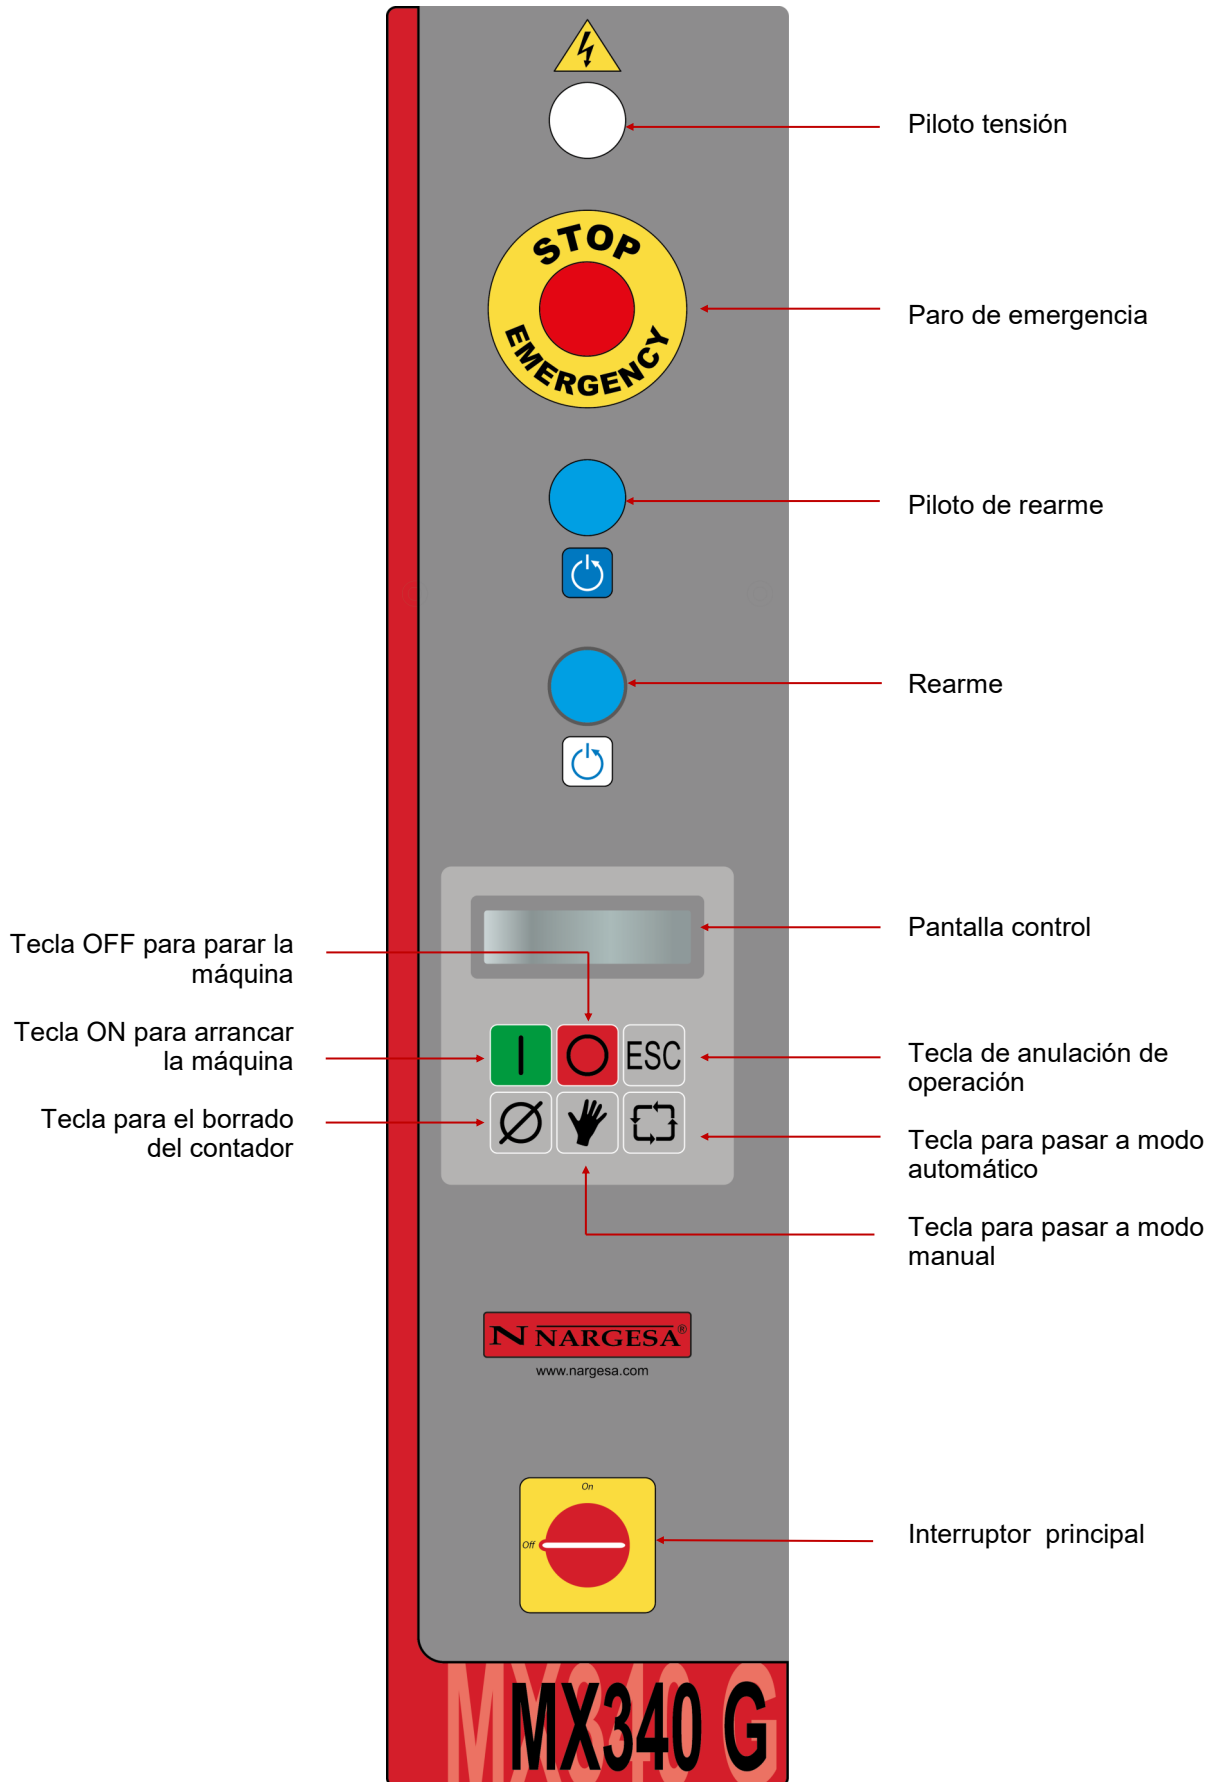 Piloto tensión
STOP
EMERGENCY
Paro de emergencia
Piloto de rearme
Rearme
Pantalla control
Tecla OFF para parar la
máquina
Tecla ON para arrancar
la máquina
ESC
Tecla de anulación de
operación
Tecla para el borrado
del contador
Tecla para pasar a modo
automático
Tecla para pasar a modo
manual
N NARGESA®
www.nargesa.com
On
Off
Interruptor principal
MX340 G
MX340 G